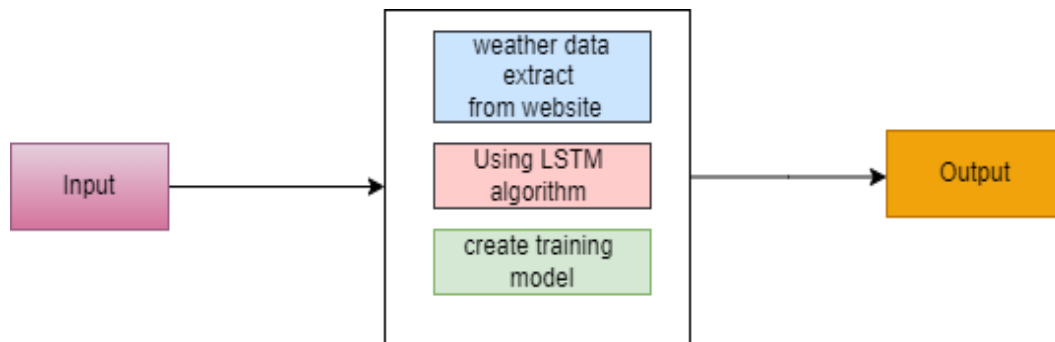 Input
weather data
extract
from website
Using LSTM
algorithm
create training
model
Output